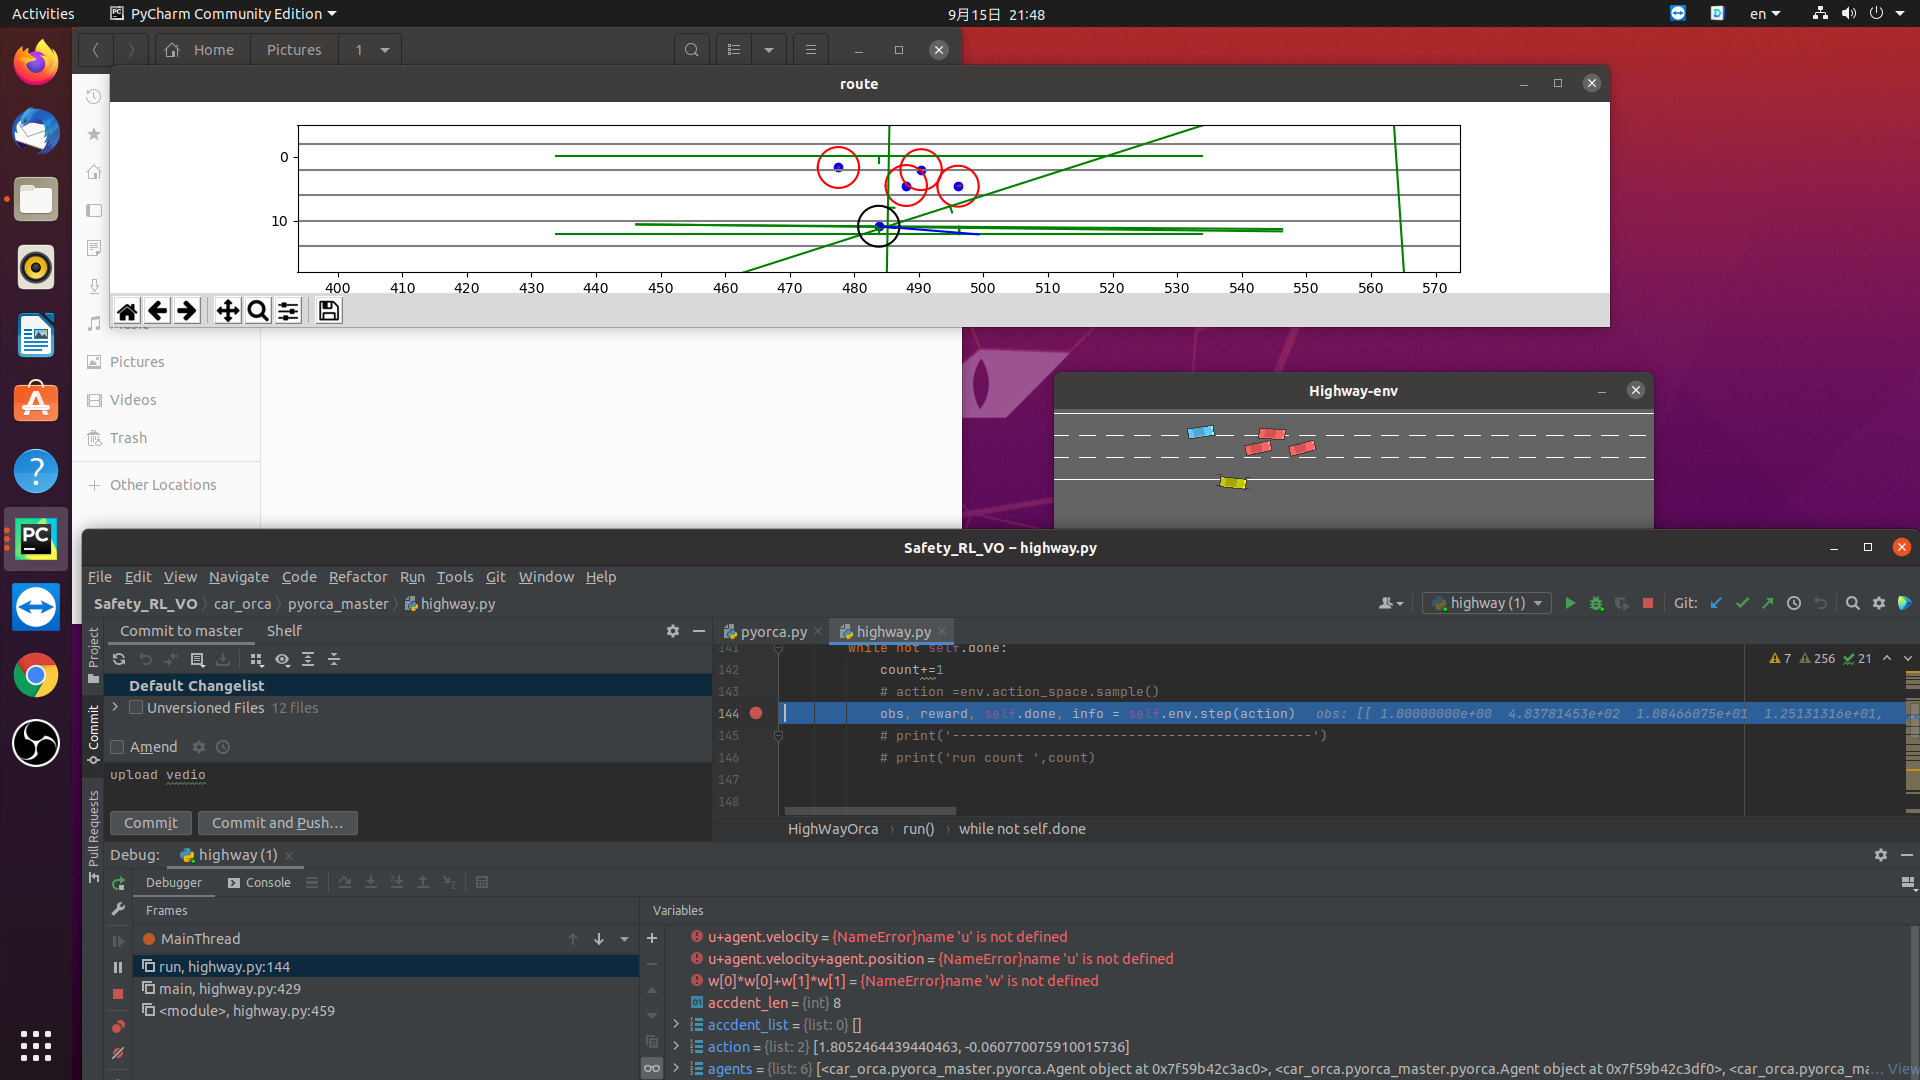 Activities
PyCharm Community Edition
9月15日 21:48
en
Home
Pictures
1
route
0
10
400 410 420 430 440 450 460 470 480 490 500 510 520 530 540 550 560 570
Pictures
Videos
Trash
Other Locations
Highway-env
Safety_RL_VO – highway.py
File Edit View Navigate Code Refactor Run Tools Git Window Help
Safety_RL_VO car_orca pyorca_master highway.py
highway (1)
Git:
Project
Commit
Pull Requests
Commit to master
Shelf
Default Changelist
Unversioned Files 12 files
Amend
upload vedio
Commit
Commit and Push...
pyorca.py
highway.py
7 256 21
141 while not self.done:
142 count+=1
143 # action =env.action_space.sample()
144 obs, reward, self.done, info = self.env.step(action) obs: [[ 1.00000000e+00 4.83781453e+02 1.08466075e+01 1.25131316e+01,
145 # print('---------------------------------------------')
146 # print('run count ',count)
147
148
HighWayOrca run() while not self.done
Debug:
highway (1)
Debugger
Console
Frames
Variables
MainThread
run, highway.py:144
main, highway.py:429
<module>, highway.py:459
u+agent.velocity = {NameError}name 'u' is not defined
u+agent.velocity+agent.position = {NameError}name 'u' is not defined
w[0]*w[0]+w[1]*w[1] = {NameError}name 'w' is not defined
accdent_len = {int} 8
accdent_list = {list: 0} []
action = {list: 2} [1.8052464439440463, -0.060770075910015736]
agents = {list: 6} [<car_orca.pyorca_master.pyorca.Agent object at 0x7f59b42c3ac0>, <car_orca.pyorca_master.pyorca.Agent object at 0x7f59b42c3df0>, <car_orca.pyorca_ma... View